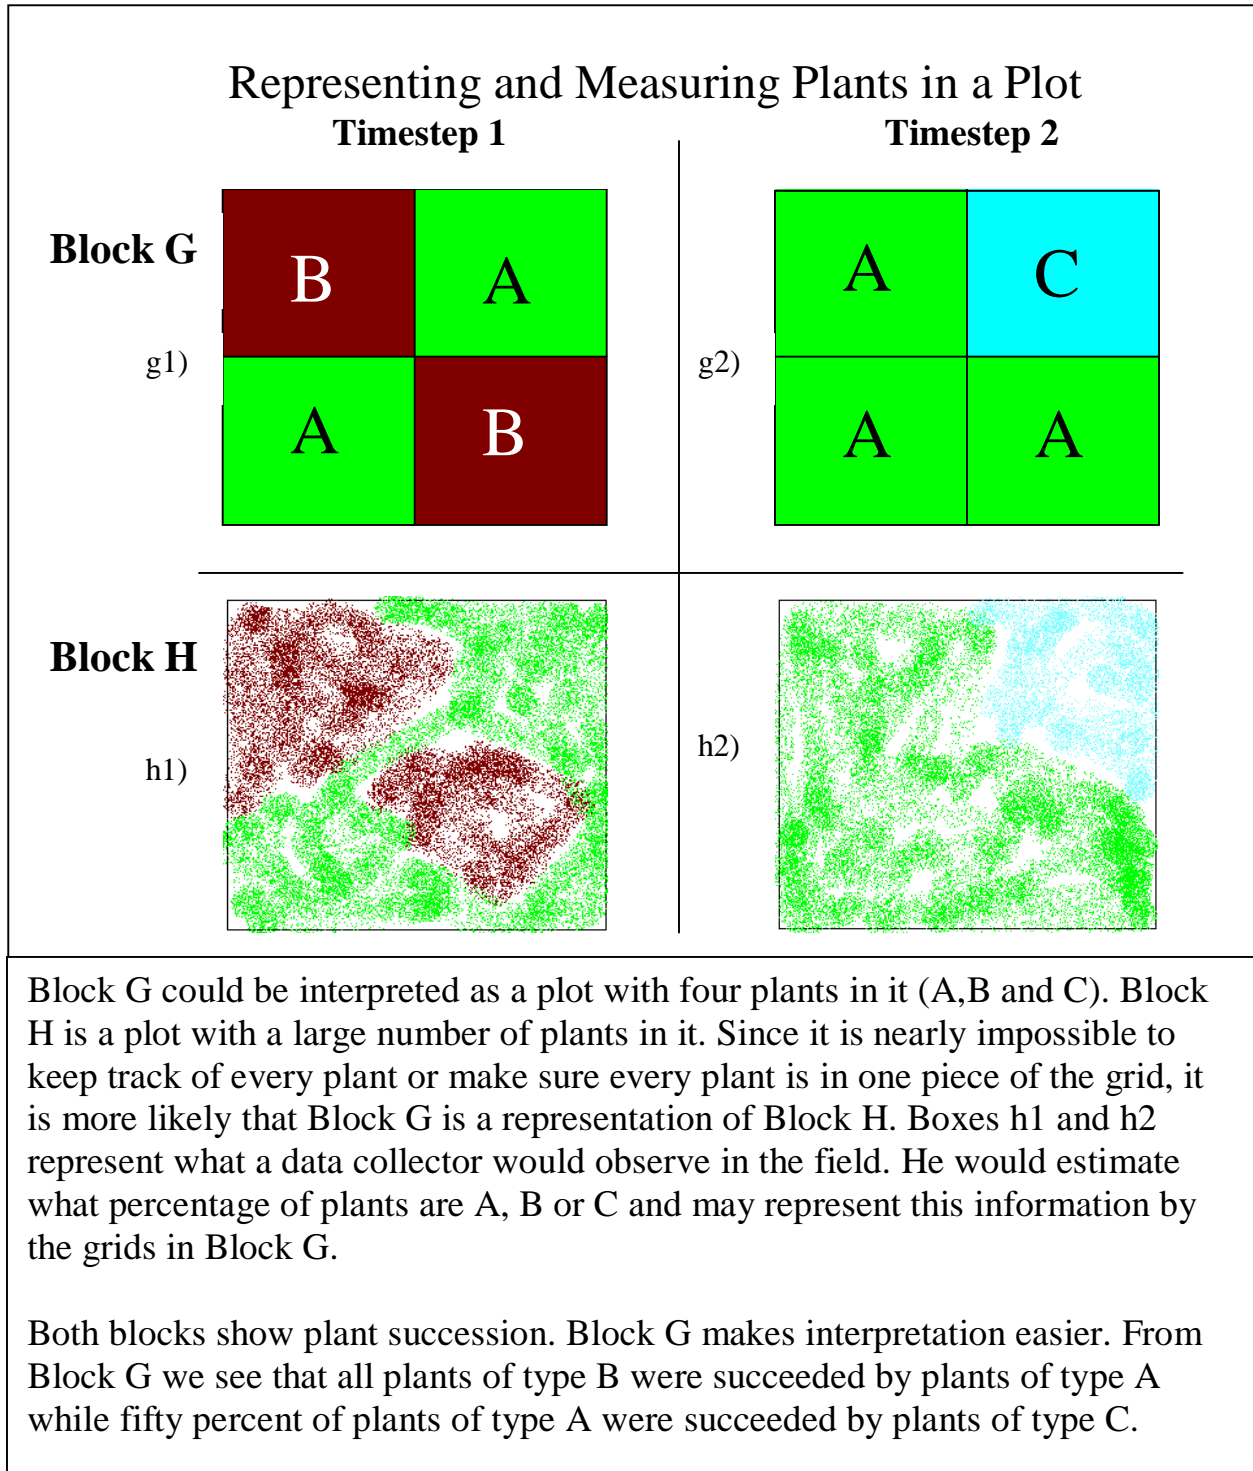 Representing and Measuring Plants in a Plot
Timestep 1
Timestep 2
Block G
B
A
A
C
g1)
g2)
A
B
A
A
Block H
h1)
h2)
Block G could be interpreted as a plot with four plants in it (A,B and C). Block
H is a plot with a large number of plants in it. Since it is nearly impossible to
keep track of every plant or make sure every plant is in one piece of the grid, it
is more likely that Block G is a representation of Block H. Boxes h1 and h2
represent what a data collector would observe in the field. He would estimate
what percentage of plants are A, B or C and may represent this information by
the grids in Block G.
Both blocks show plant succession. Block G makes interpretation easier. From
Block G we see that all plants of type B were succeeded by plants of type A
while fifty percent of plants of type A were succeeded by plants of type C.